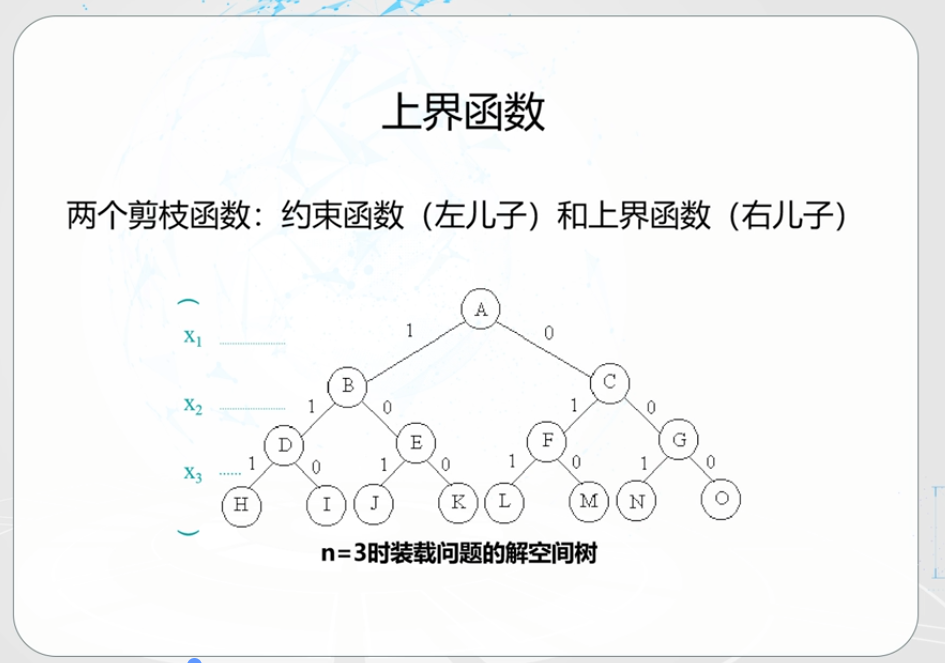 上界函数
两个剪枝函数：约束函数（左儿子）和上界函数（右儿子）
(
A
x1
1 0
B C
x2
1 0 1 0
D E F G
x3
1 0 1 0 1 0 1 0
H I J K L M N O
)
n=3时装载问题的解空间树